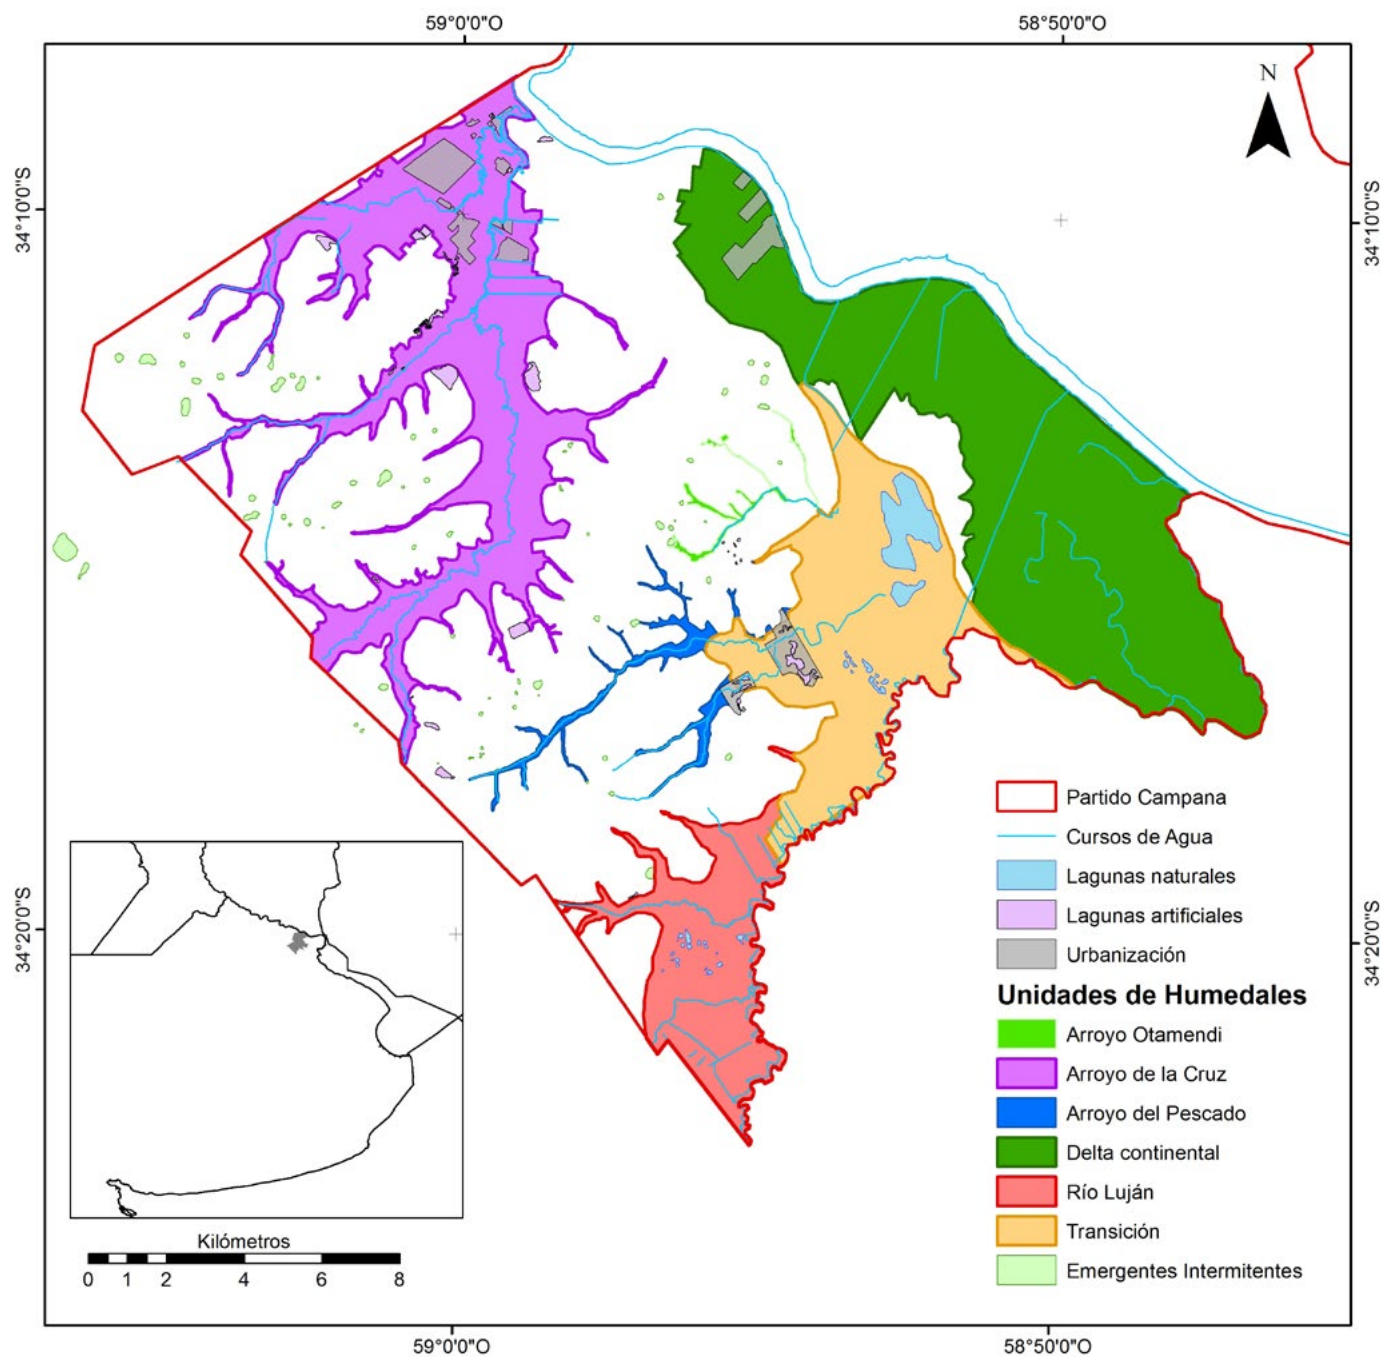 59°0'0"O
58°50'0"O
N
34°10'0"S
34°10'0"S
Partido Campana
Cursos de Agua
Lagunas naturales
Lagunas artificiales
Urbanización
Unidades de Humedales
Arroyo Otamendi
Arroyo de la Cruz
Arroyo del Pescado
Delta continental
Río Luján
Transición
Emergentes Intermitentes
34°20'0"S
34°20'0"S
Kilómetros
0 1 2 4 6 8
59°0'0"O
58°50'0"O